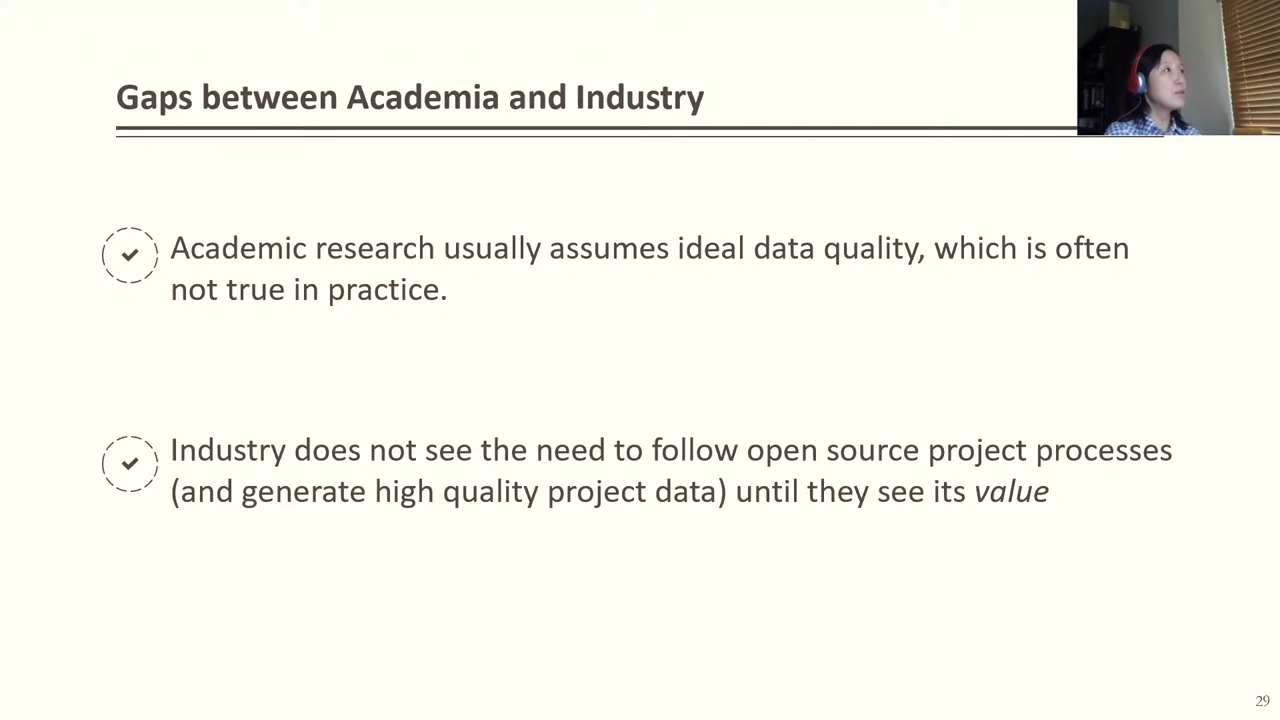 Gaps between Academia and Industry
Academic research usually assumes ideal data quality, which is often
not true in practice.
Industry does not see the need to follow open source project processes
(and generate high quality project data) until they see its value
29